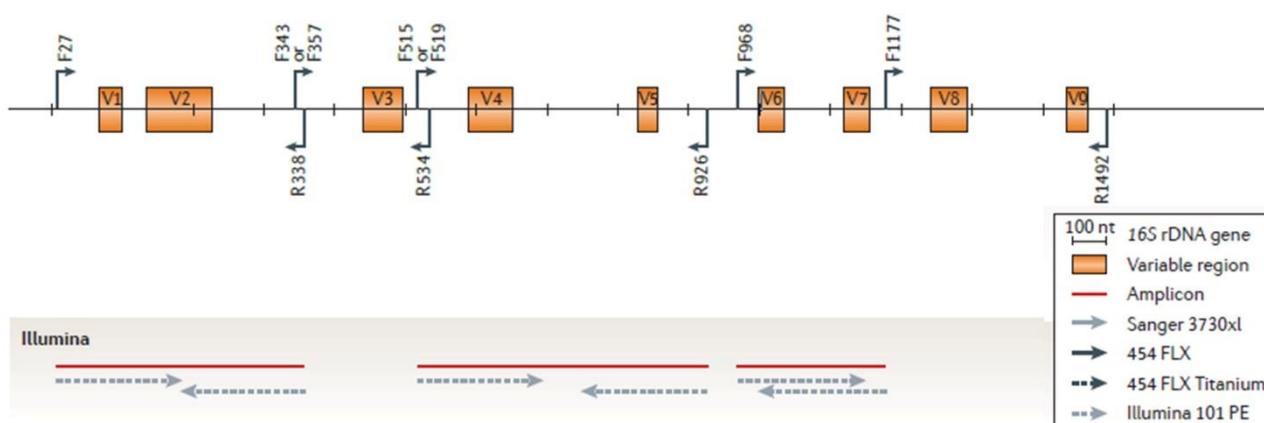 F27
F343
or
F357
F515
or
F519
F968
F1177
V1
V2
V3
V4
V5
V6
V7
V8
V9
R338
R534
R926
R1492
100 nt
16S rDNA gene
Variable region
Amplicon
Sanger 3730xl
454 FLX
454 FLX Titanium
Illumina 101 PE
Illumina